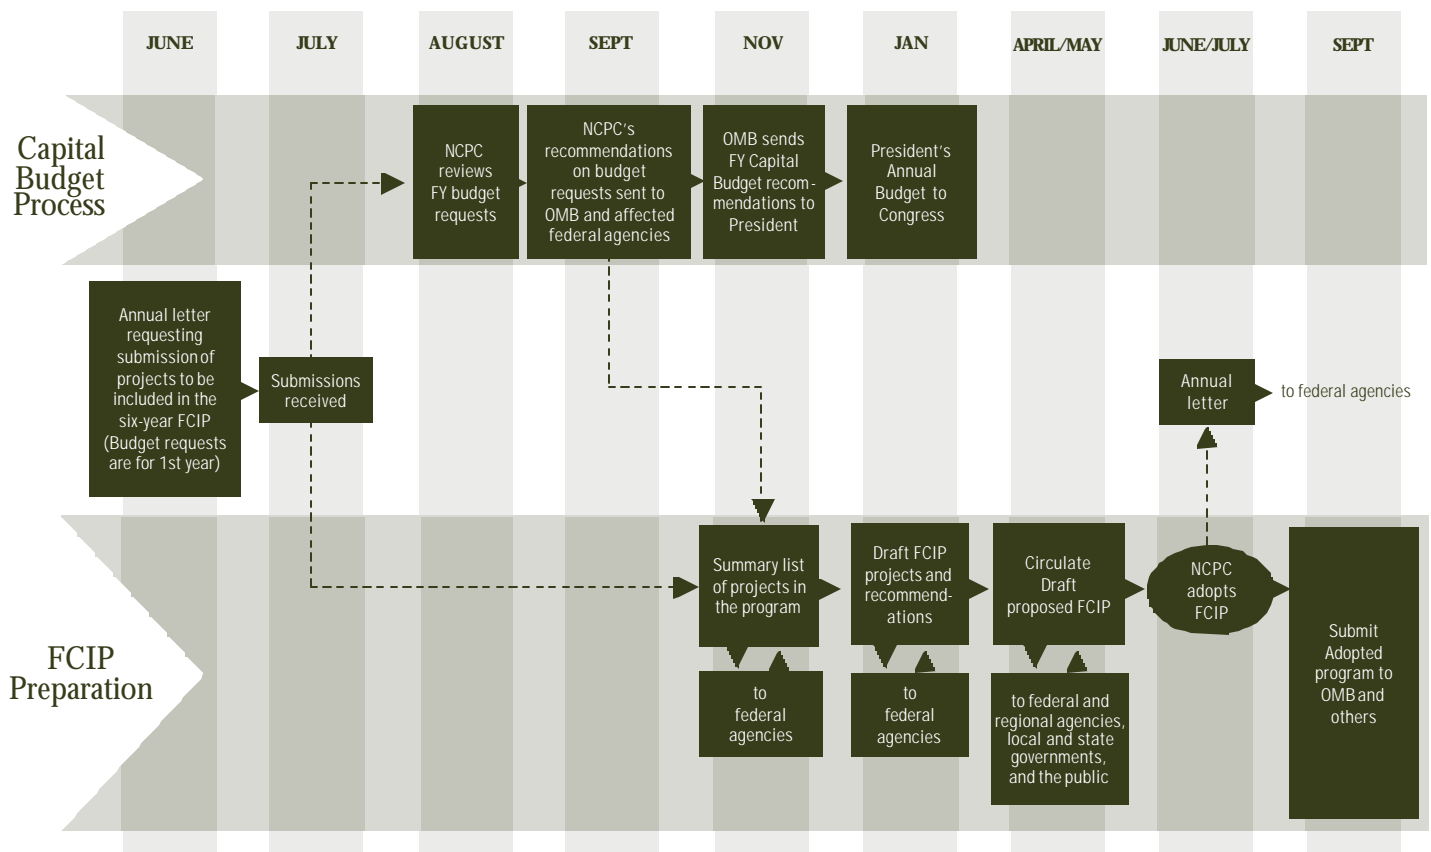 JUNE
JULY
AUGUST
SEPT
NOV
JAN
APRIL/MAY
JUNE/JULY
SEPT
Capital
Budget
Process
NCPC
reviews
FY budget
requests
NCPC's
recommendations
on budget
requests sent to
OMB and affected
federal agencies
OMB sends
FY Capital
Budget recom-
mendations to
President
President's
Annual
Budget to
Congress
Annual letter
requesting
submission of
projects to be
included in the
six-year FCIP
(Budget requests
are for 1st year)
Submissions
received
Annual
letter
to federal agencies
FCIP
Preparation
Summary list
of projects in
the program
Draft FCIP
projects and
recommend-
ations
Circulate
Draft
proposed FCIP
NCPC
adopts
FCIP
Submit
Adopted
program to
OMB and
others
to
federal
agencies
to
federal
agencies
to federal and
regional agencies,
local and state
governments,
and the public